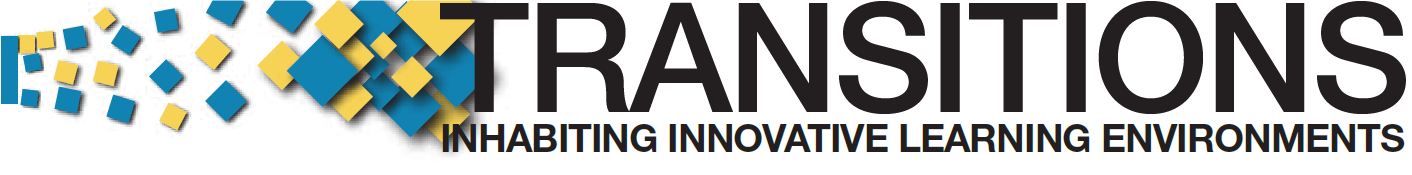 TRANSITIONS
INHABITING INNOVATIVE LEARNING ENVIRONMENTS